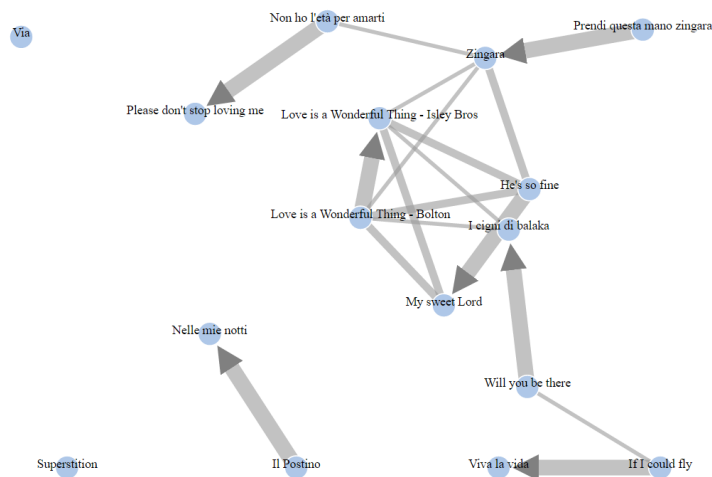 Non ho l'età per amarti
Prendi questa mano zingara
Via
Zingara
Please don't stop loving me
Love is a Wonderful Thing - Isley Bros
He's so fine
Love is a Wonderful Thing - Bolton
I cigni di balaka
My sweet Lord
Nelle mie notti
Will you be there
Superstition
Il Postino
Viva la vida
If I could fly